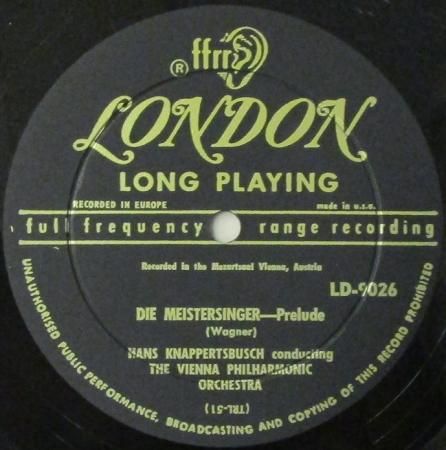 ffrr
®
LONDON
LONG PLAYING
RECORDED IN EUROPE
made in u.s.a.
full frequency range recording
Recorded in the Mozartsaal Vienna, Austria
LD-9026
DIE MEISTERSINGER—Prelude
(Wagner)
HANS KNAPPERTSBUSCH conducting
THE VIENNA PHILHARMONIC
ORCHESTRA
(TRL-51)
UNAUTHORISED PUBLIC PERFORMANCE, BROADCASTING AND COPYING OF THIS RECORD PROHIBITED